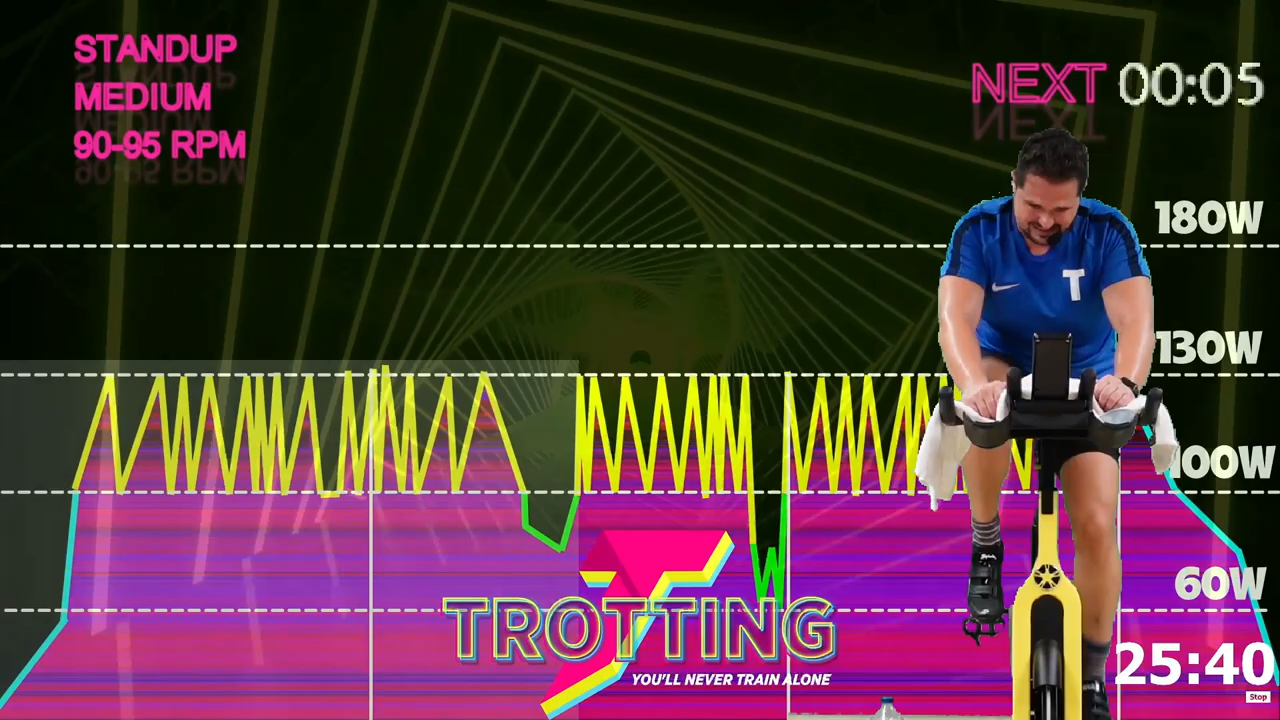 STANDUP
MEDIUM
90-95 RPM
NEXT 00:05
180W
130W
100W
60W
T
TROTTING
YOU'LL NEVER TRAIN ALONE
25:40
Stop